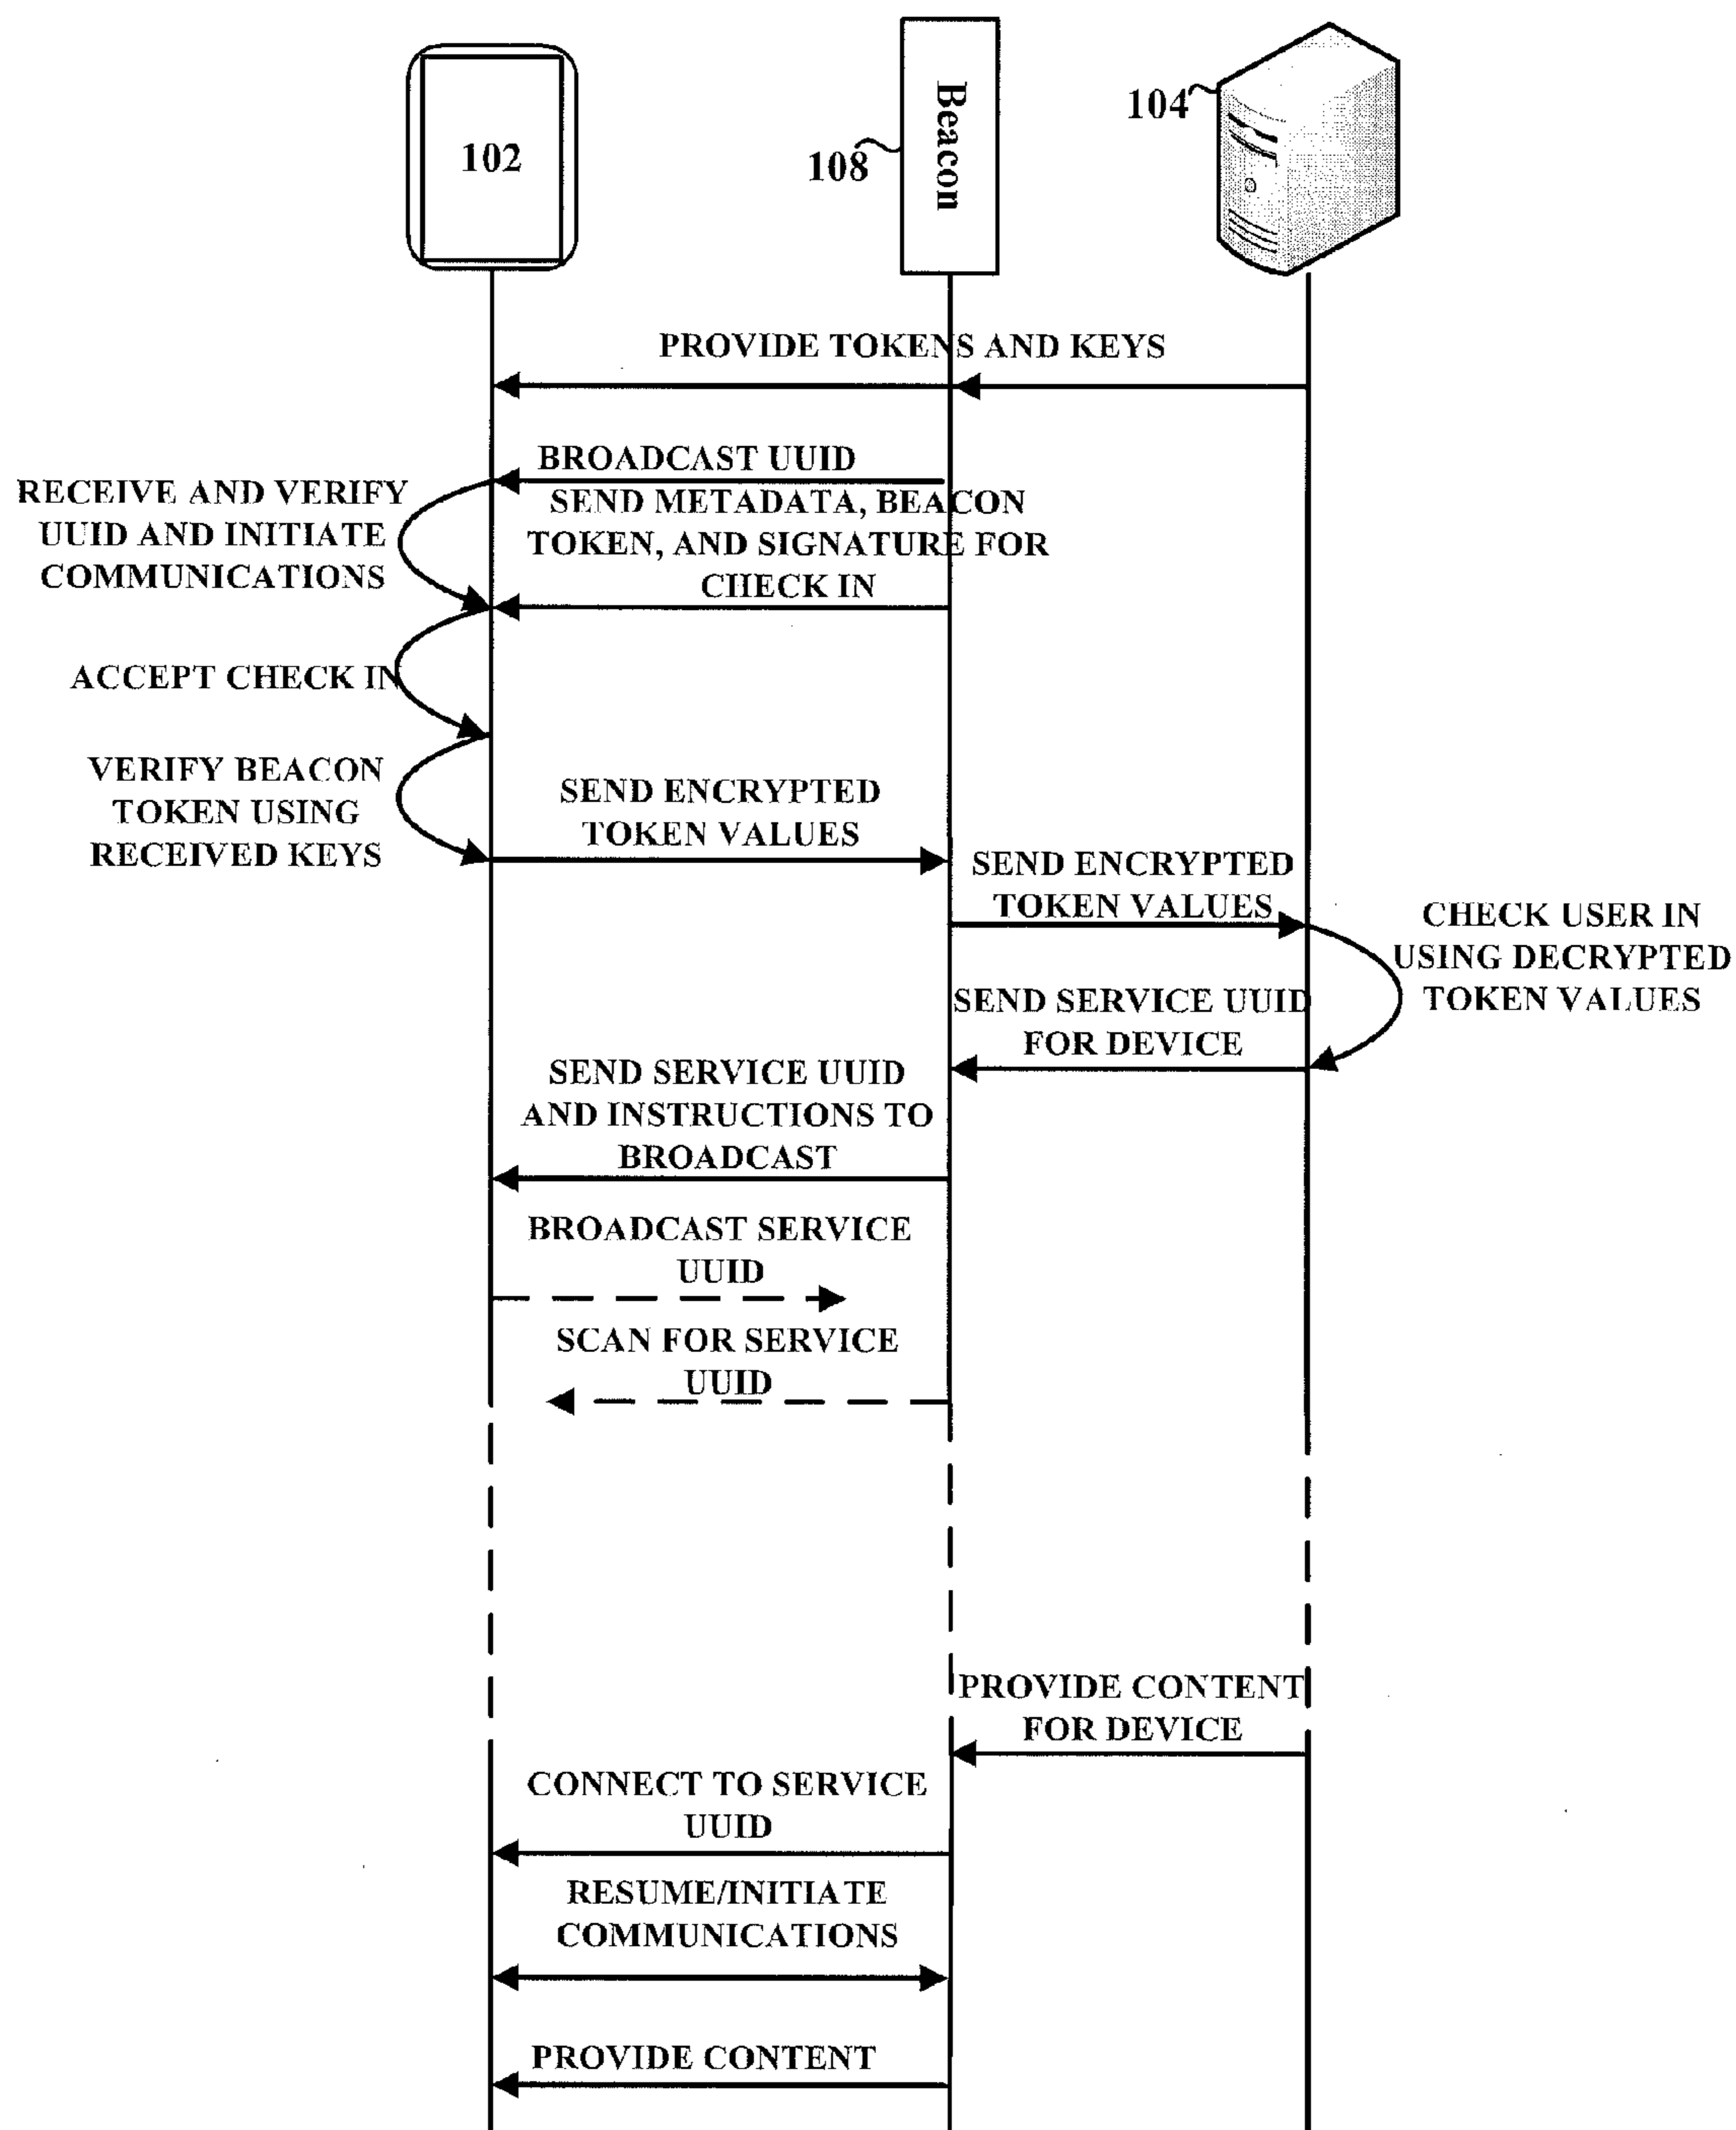 102
108
Beacon
104
PROVIDE TOKENS AND KEYS
BROADCAST UUID
RECEIVE AND VERIFY
UUID AND INITIATE
COMMUNICATIONS
SEND METADATA, BEACON
TOKEN, AND SIGNATURE FOR
CHECK IN
ACCEPT CHECK IN
VERIFY BEACON
TOKEN USING
RECEIVED KEYS
SEND ENCRYPTED
TOKEN VALUES
SEND ENCRYPTED
TOKEN VALUES
CHECK USER IN
USING DECRYPTED
TOKEN VALUES
SEND SERVICE UUID
FOR DEVICE
SEND SERVICE UUID
AND INSTRUCTIONS TO
BROADCAST
BROADCAST SERVICE
UUID
SCAN FOR SERVICE
UUID
PROVIDE CONTENT
FOR DEVICE
CONNECT TO SERVICE
UUID
RESUME/INITIATE
COMMUNICATIONS
PROVIDE CONTENT